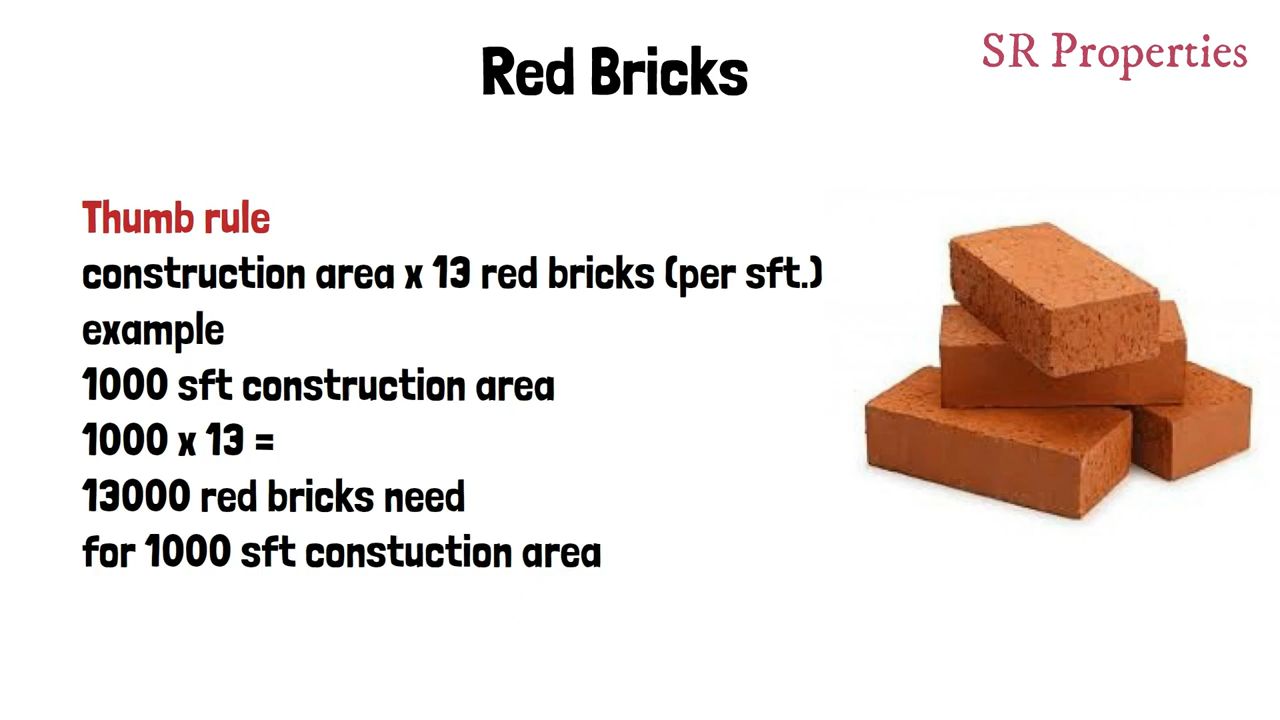 Red Bricks
SR Properties
Thumb rule
construction area x 13 red bricks (per sft.)
example
1000 sft construction area
1000 x 13 =
13000 red bricks need
for 1000 sft constuction area